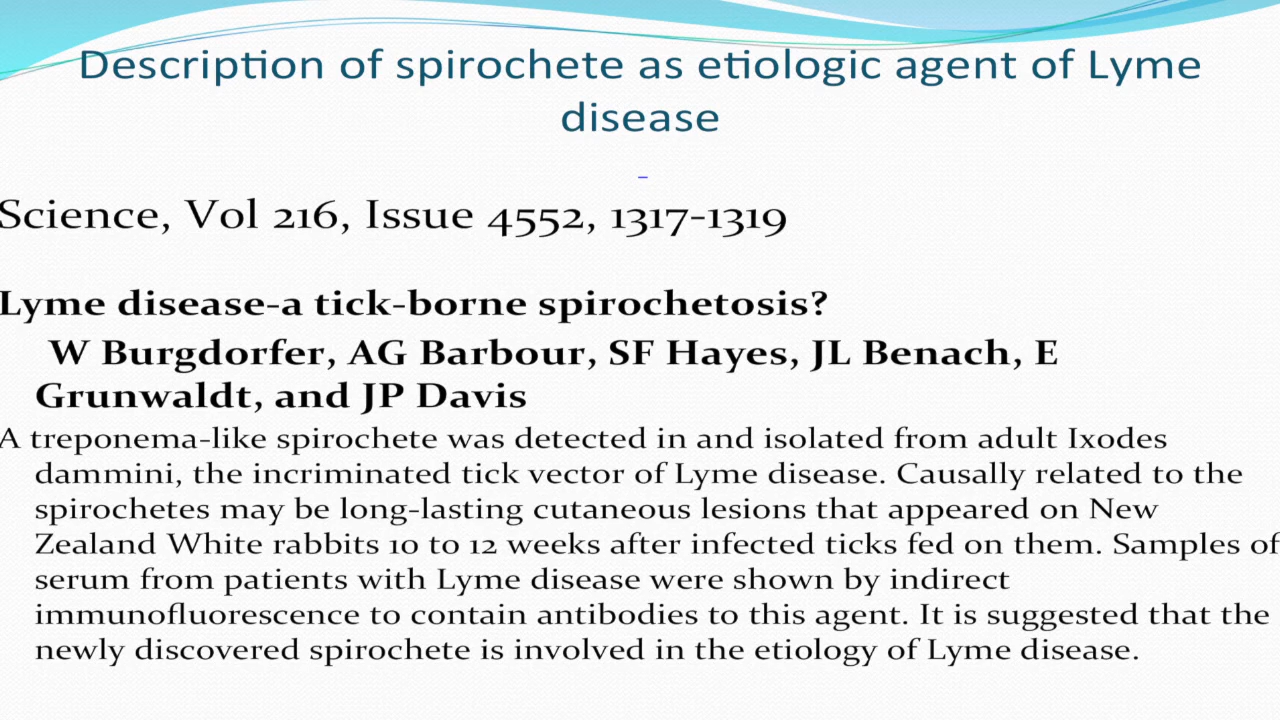 Description of spirochete as etiologic agent of Lyme
disease
Science, Vol 216, Issue 4552, 1317-1319
Lyme disease-a tick-borne spirochetosis?
W Burgdorfer, AG Barbour, SF Hayes, JL Benach, E
Grunwaldt, and JP Davis
A treponema-like spirochete was detected in and isolated from adult Ixodes
dammini, the incriminated tick vector of Lyme disease. Causally related to the
spirochetes may be long-lasting cutaneous lesions that appeared on New
Zealand White rabbits 10 to 12 weeks after infected ticks fed on them. Samples of
serum from patients with Lyme disease were shown by indirect
immunofluorescence to contain antibodies to this agent. It is suggested that the
newly discovered spirochete is involved in the etiology of Lyme disease.